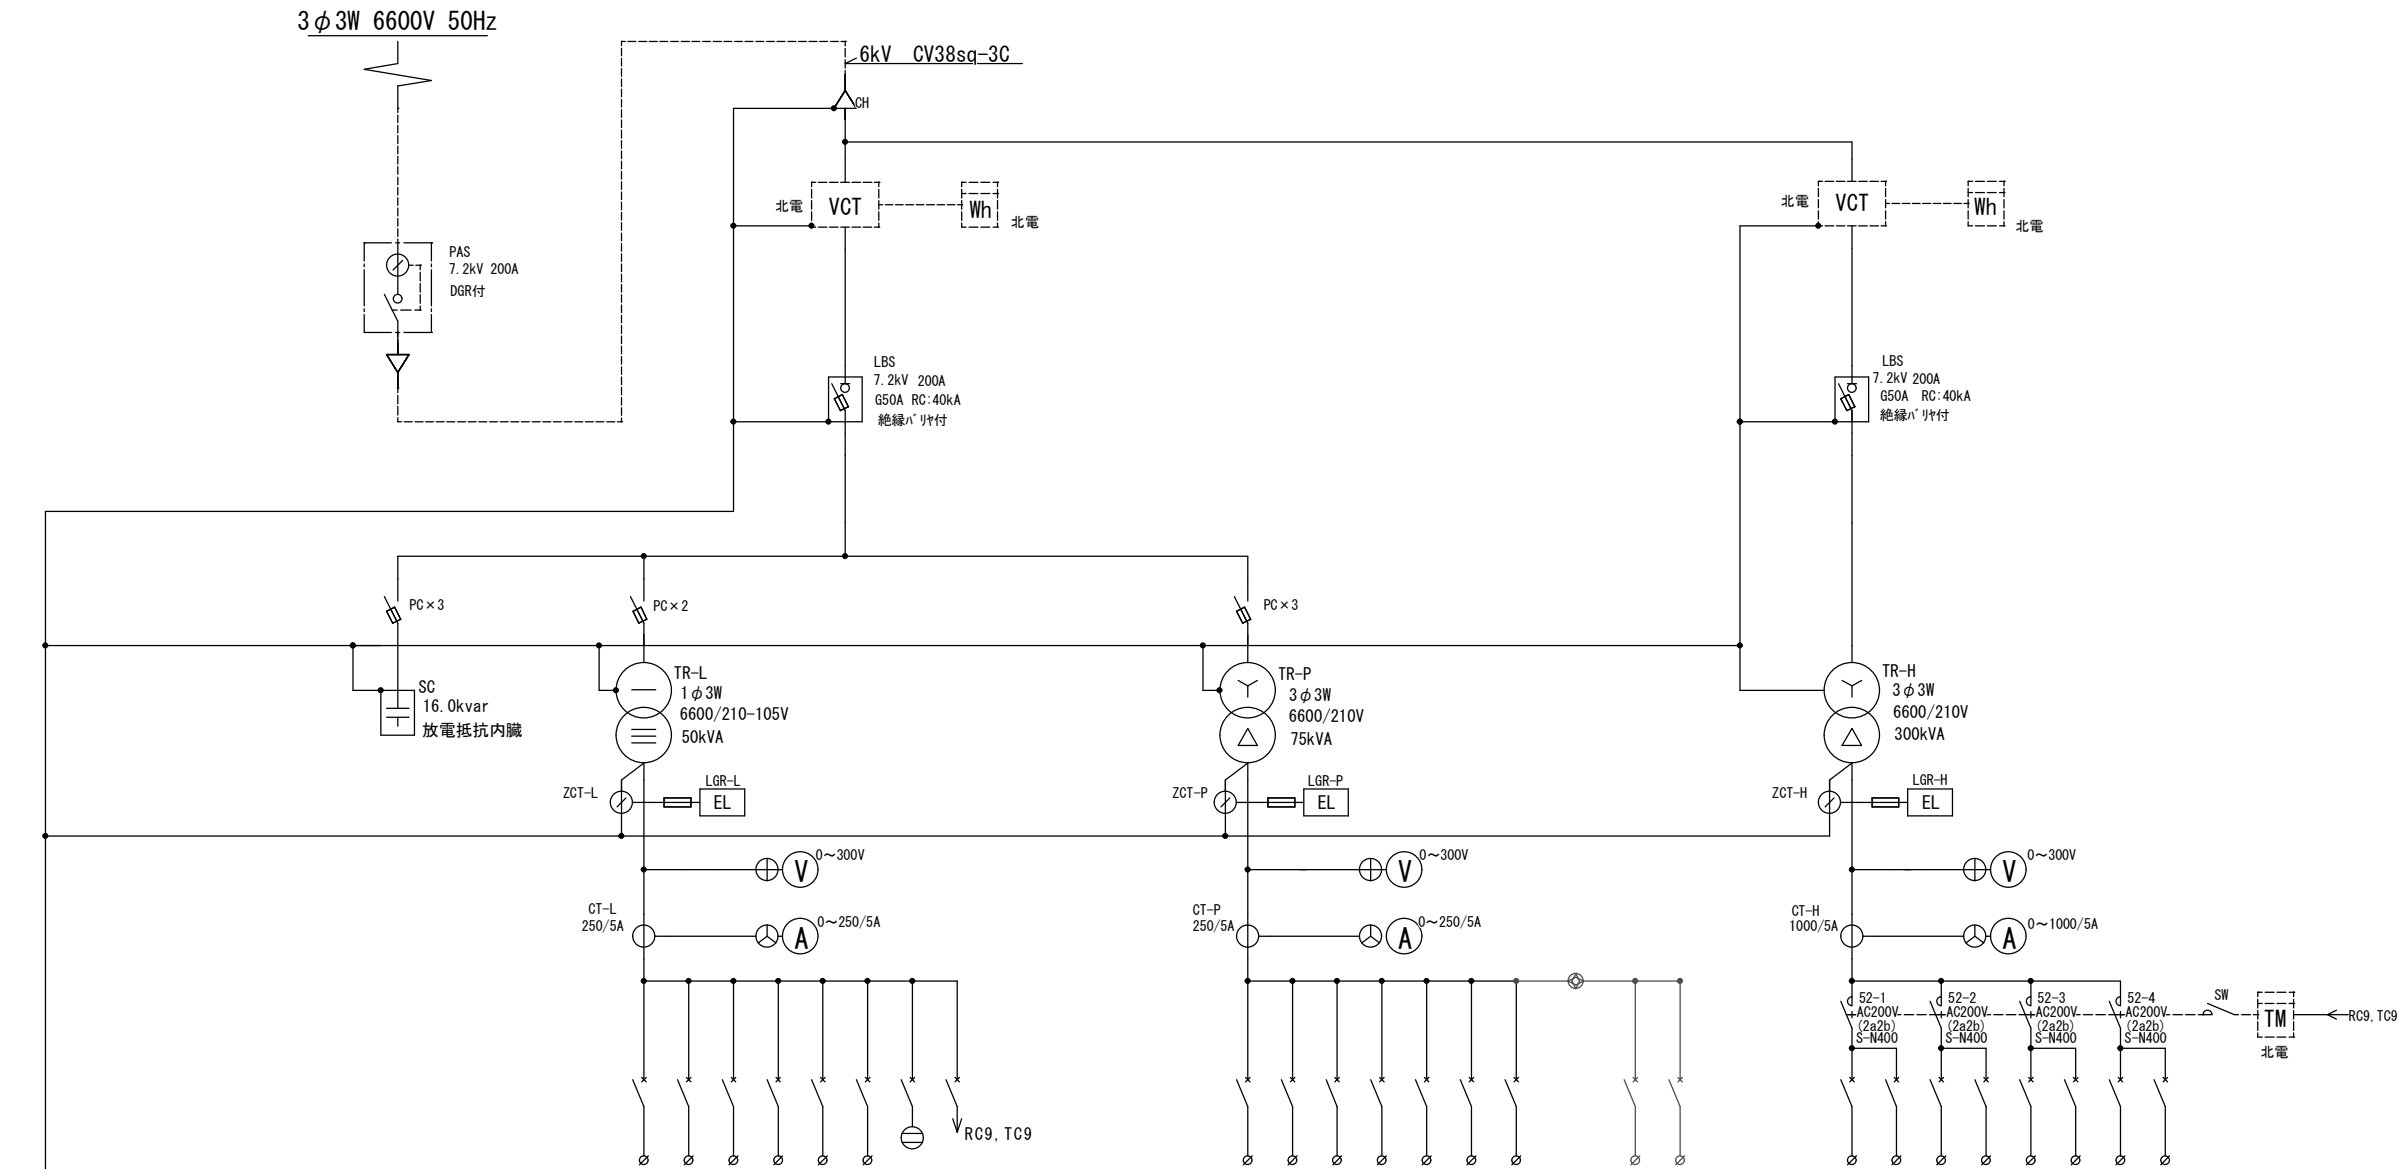 3φ3W 6600V 50Hz
6kV CV38sq-3C
CH
北電
VCT
Wh
北電
北電
VCT
Wh
北電
PAS
7.2kV 200A
DGR付
LBS
7.2kV 200A
G50A RC:40kA
絶縁ﾊﾞﾘﾔ付
LBS
7.2kV 200A
G50A RC:40kA
絶縁ﾊﾞﾘﾔ付
PC×3
PC×2
PC×3
SC
16.0kvar
放電抵抗内臓
TR-L
1φ3W
6600/210-105V
50kVA
TR-P
3φ3W
6600/210V
75kVA
TR-H
3φ3W
6600/210V
300kVA
ZCT-L
LGR-L
EL
ZCT-P
LGR-P
EL
ZCT-H
LGR-H
EL
V
0～300V
V
0～300V
V
0～300V
CT-L
250/5A
A
0～250/5A
CT-P
250/5A
A
0～250/5A
CT-H
1000/5A
A
0～1000/5A
52-1
AC200V
(2a2b)
S-N400
52-2
AC200V
(2a2b)
S-N400
52-3
AC200V
(2a2b)
S-N400
52-4
AC200V
(2a2b)
S-N400
SW
TM
北電
RC9,TC9
RC9,TC9